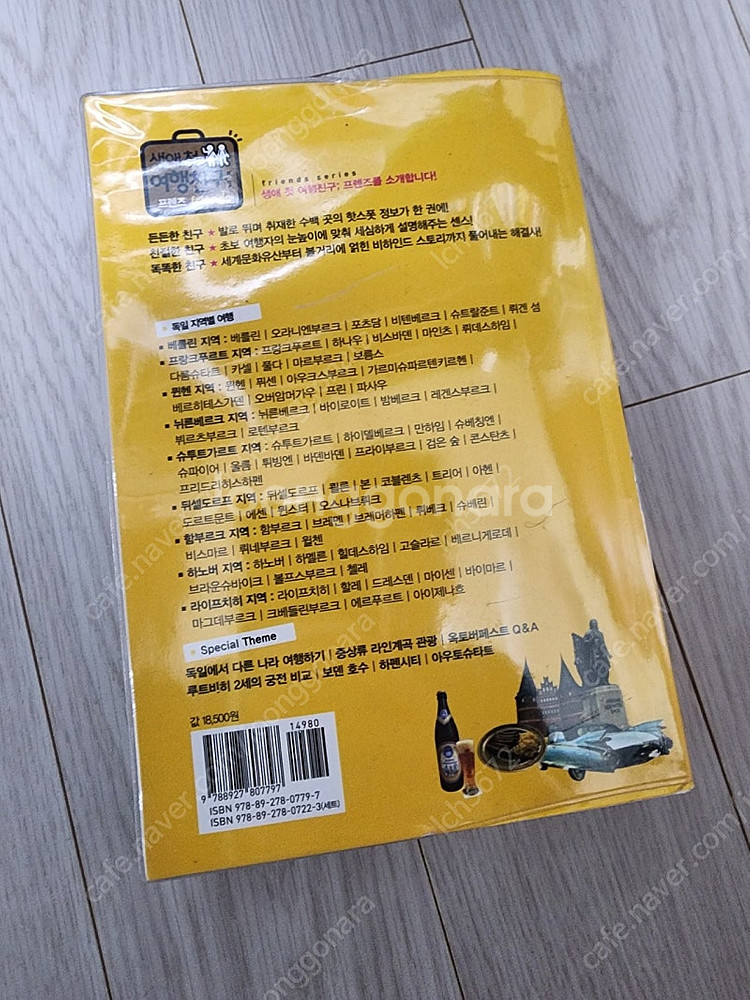 생애 첫
여행친구
프렌즈
friends series
생애 첫 여행친구; 프렌즈를 소개합니다!
든든한 친구 ★ 발로 뛰며 취재한 수백 곳의 핫스폿 정보가 한 권에!
친절한 친구 ★ 초보 여행자의 눈높이에 맞춰 세심하게 설명해주는 센스!
똑똑한 친구 ★ 세계문화유산부터 볼거리에 얽힌 비하인드 스토리까지 풀어내는 해결사!
독일 지역별 여행
베를린 지역 : 베를린 | 오라니엔부르크 | 포츠담 | 비텐베르크 | 슈트랄준트 | 뤼겐 섬
프랑크푸르트 지역 : 프랑크푸르트 | 하나우 | 비스바덴 | 마인츠 | 뤼데스하임 |
다름슈타트 | 카셀 | 풀다 | 마르부르크 | 보름스
뮌헨 지역 : 뮌헨 | 퓌센 | 아우크스부르크 | 가르미슈파르텐키르헨 |
베르히테스가덴 | 오버암머가우 | 프린 | 파사우
뉘른베르크 지역 : 뉘른베르크 | 바이로이트 | 밤베르크 | 레겐스부르크 |
뷔르츠부르크 | 로텐부르크
슈투트가르트 지역 : 슈투트가르트 | 하이델베르크 | 만하임 | 슈베칭엔 |
슈파이어 | 울름 | 튀빙엔 | 바덴바덴 | 프라이부르크 | 검은 숲 | 콘스탄츠 |
프리드리히스하펜
뒤셀도르프 지역 : 뒤셀도르프 | 쾰른 | 본 | 코블렌츠 | 트리어 | 아헨 |
도르트문트 | 에센 | 뮌스터 | 오스나브뤼크
함부르크 지역 : 함부르크 | 브레멘 | 브레머하펜 | 뤼베크 | 슈베린 |
비스마르 | 뤼네부르크 | 윌첸
하노버 지역 : 하노버 | 하멜른 | 힐데스하임 | 고슬라르 | 베르니게로데 |
브라운슈바이크 | 볼프스부르크 | 첼레
라이프치히 지역 : 라이프치히 | 할레 | 드레스덴 | 마이센 | 바이마르 |
마그데부르크 | 크베들린부르크 | 에르푸르트 | 아이제나흐
Special Theme
독일에서 다른 나라 여행하기 | 중상류 라인계곡 관광 | 옥토버페스트 Q&A
루트비히 2세의 궁전 비교 | 보덴 호수 | 하펜시티 | 아우토슈타트
값 18,500원
14980
9 788927 807797
ISBN 978-89-278-0779-7
ISBN 978-89-278-0722-3(세트)
joonggonara
cafe.naver.com
lch5672